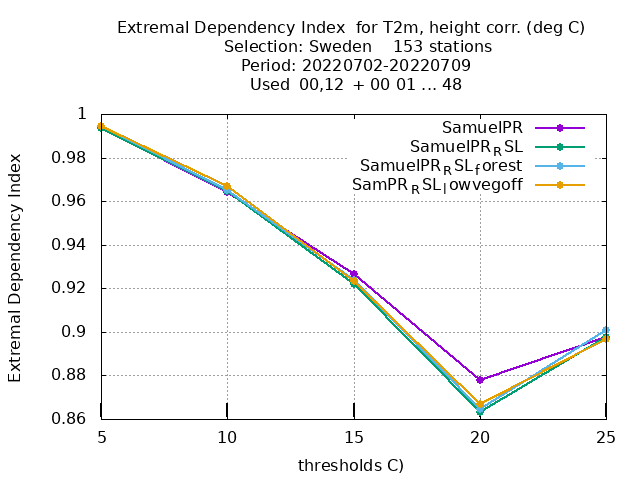 Extremal Dependency Index  for T2m, height corr. (deg C)
Selection: Sweden    153 stations
Period: 20220702-20220709
Used  00,12  + 00 01 ... 48
Extremal Dependency Index
1
0.98
0.96
0.94
0.92
0.9
0.88
0.86
SamuelPR
SamuelPR_RSL
SamuelPR_RSL_forest
SamPR_RSL_lowvegoff
5 10 15 20 25
thresholds C)